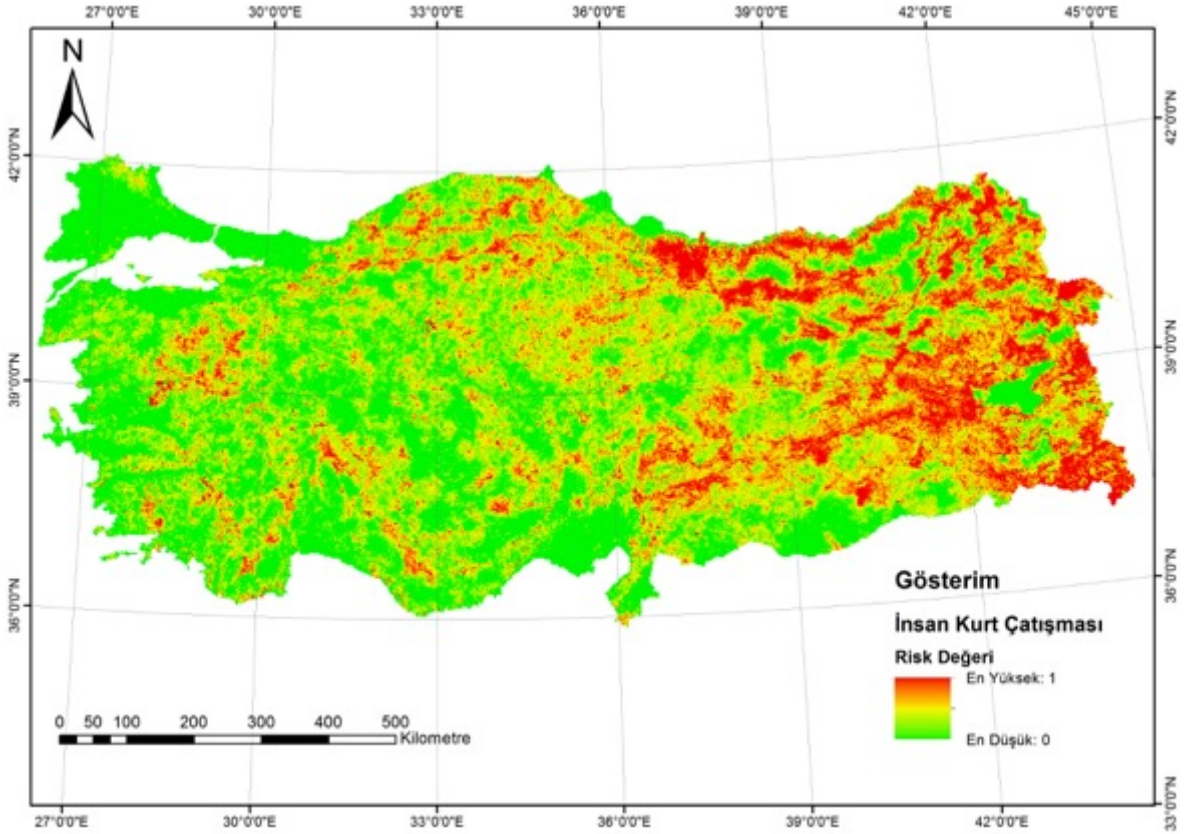 27°0'0"E 30°0'0"E 33°0'0"E 36°0'0"E 39°0'0"E 42°0'0"E 45°0'0"E
N
42°0'0"N
42°0'0"N
39°0'0"N
39°0'0"N
36°0'0"N
36°0'0"N
Gösterim
İnsan Kurt Çatışması
Risk Değeri
En Yüksek: 1
En Düşük: 0
0 50 100 200 300 400 500
Kilometre
33°0'0"N
27°0'0"E 30°0'0"E 33°0'0"E 36°0'0"E 39°0'0"E 42°0'0"E